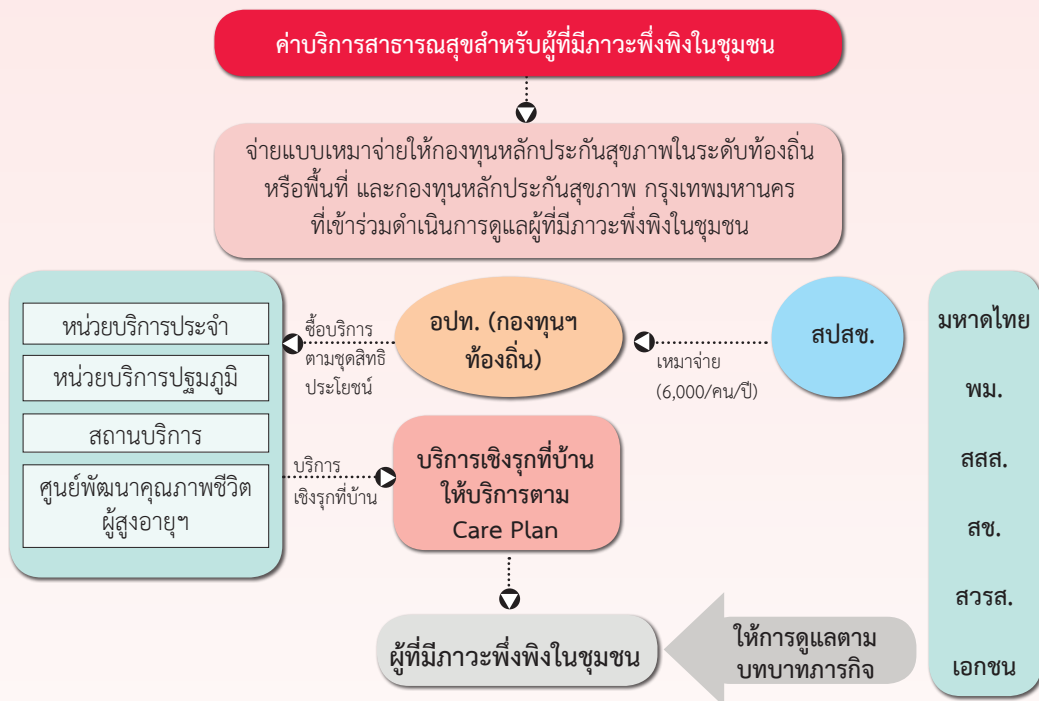 ค่าบริการสาธารณสุขสำหรับผู้ที่มีภาวะพึ่งพิงในชุมชน
จ่ายแบบเหมาจ่ายให้กองทุนหลักประกันสุขภาพในระดับท้องถิ่น
หรือพื้นที่ และกองทุนหลักประกันสุขภาพ กรุงเทพมหานคร
ที่เข้าร่วมดำเนินการดูแลผู้ที่มีภาวะพึ่งพิงในชุมชน
หน่วยบริการประจำ
หน่วยบริการปฐมภูมิ
สถานบริการ
ศูนย์พัฒนาคุณภาพชีวิต
ผู้สูงอายุฯ
ซื้อบริการ
ตามชุดสิทธิ
ประโยชน์
อปท. (กองทุนฯ
ท้องถิ่น)
เหมาจ่าย
(6,000/คน/ปี)
สปสช.
บริการ
เชิงรุกที่บ้าน
บริการเชิงรุกที่บ้าน
ให้บริการตาม
Care Plan
ผู้ที่มีภาวะพึ่งพิงในชุมชน
ให้การดูแลตาม
บทบาทภารกิจ
มหาดไทย
พม.
สสส.
สช.
สวรส.
เอกชน